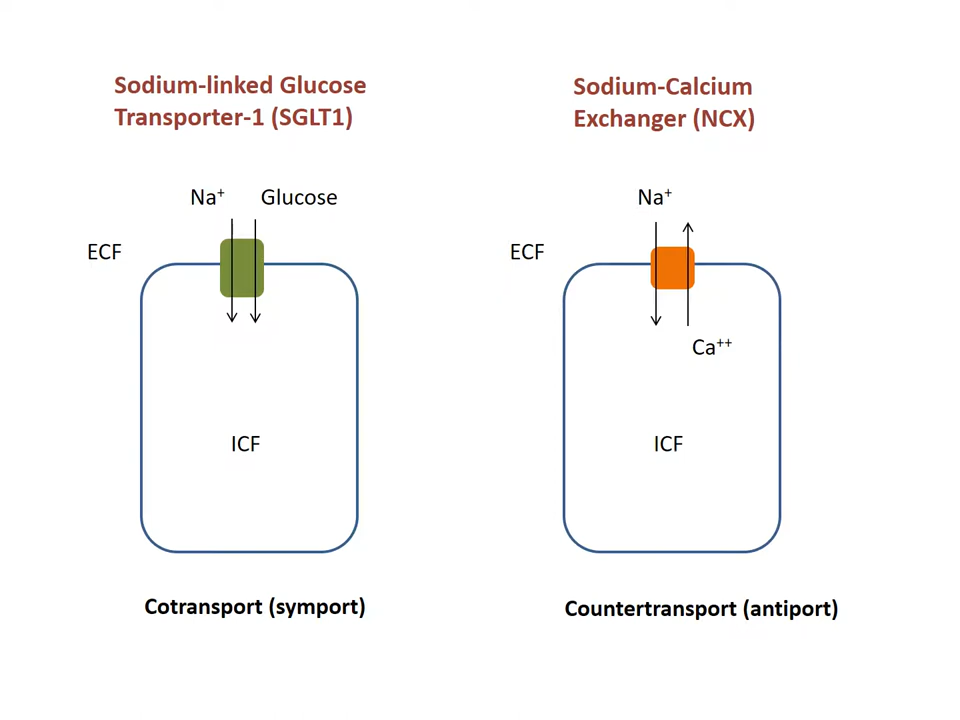 Sodium-linked Glucose
Transporter-1 (SGLT1)
Na⁺ Glucose
ECF
ICF
Cotransport (symport)
Sodium-Calcium
Exchanger (NCX)
Na⁺
ECF
Ca⁺⁺
ICF
Countertransport (antiport)